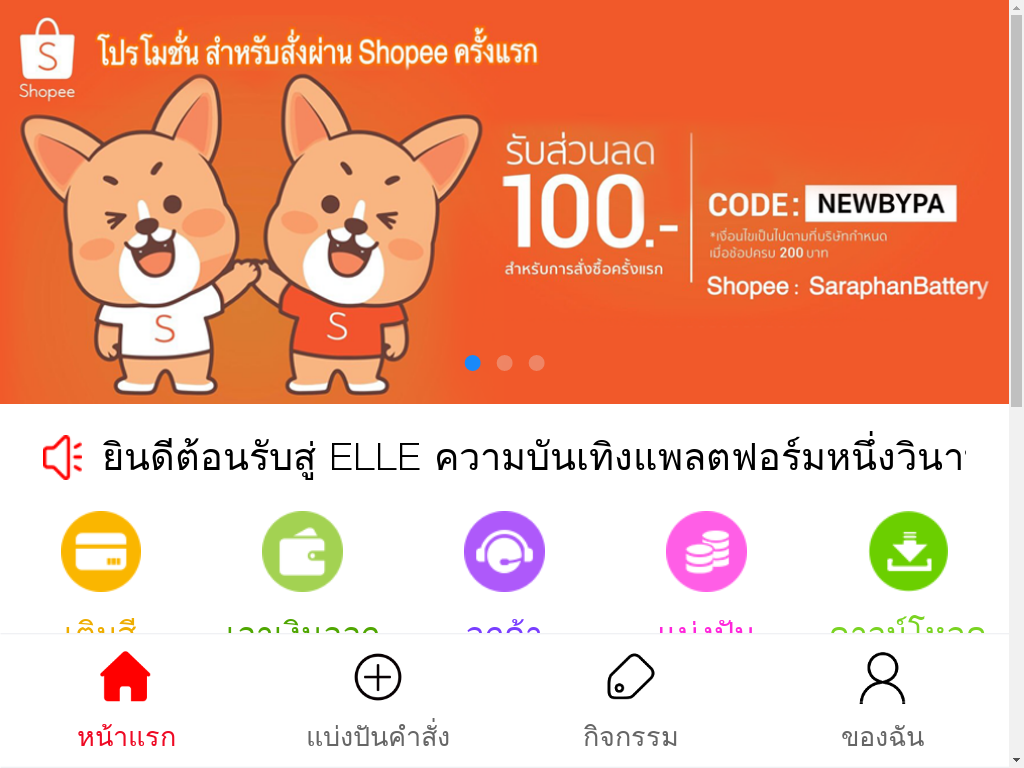 โปรโมชั่น สำหรับสั่งผ่าน Shopee ครั้งแรก
S
Shopee
รับส่วนลด
100.-
สำหรับการสั่งซื้อครั้งแรก
CODE: NEWBYPA
*เงื่อนไขเป็นไปตามที่บริษัทกำหนด
เมื่อช้อปครบ 200 บาท
Shopee : SaraphanBattery
S
S
ยินดีต้อนรับสู่ ELLE ความบันเทิงแพลตฟอร์มหนึ่งวินา
หน้าแรก
แบ่งปันคำสั่ง
กิจกรรม
ของฉัน